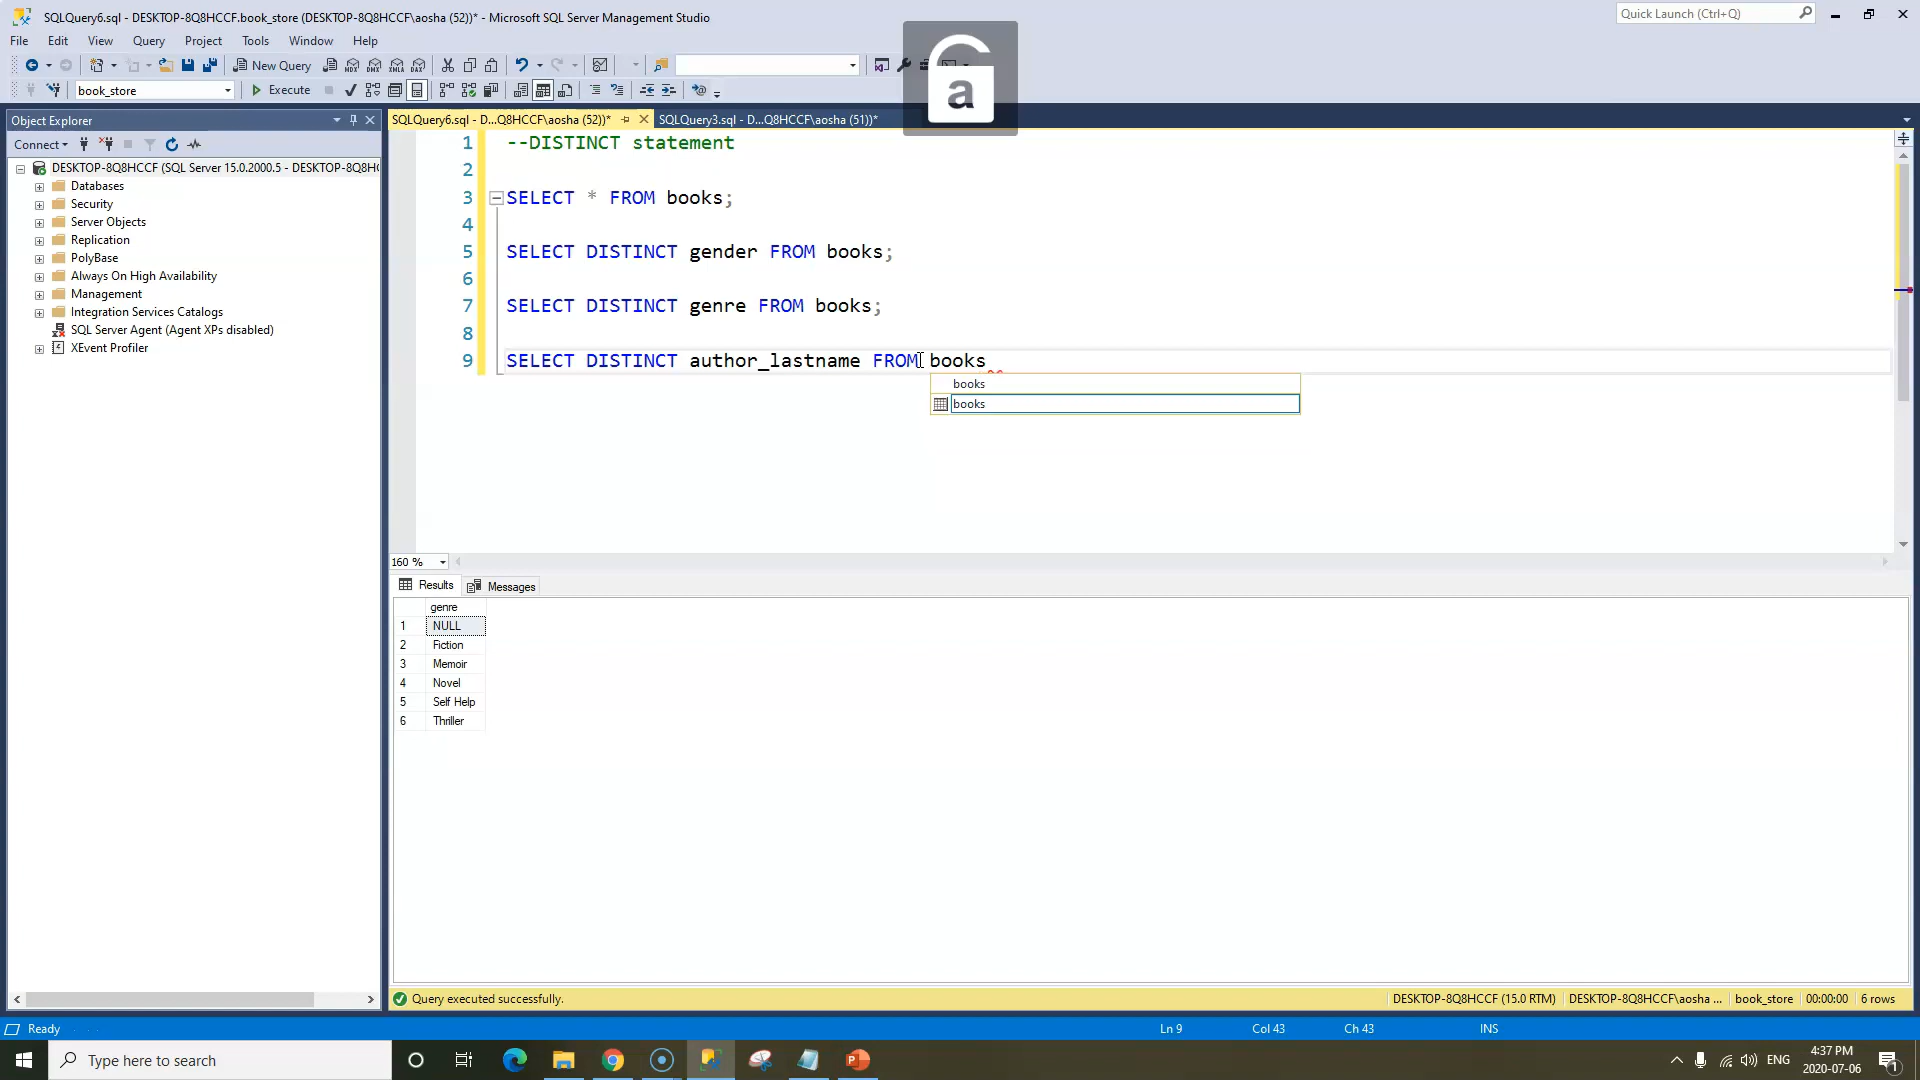 SQLQuery6.sql - DESKTOP-8Q8HCCF.book_store (DESKTOP-8Q8HCCF\aosha (52))* - Microsoft SQL Server Management Studio
Quick Launch (Ctrl+Q)
File Edit View Query Project Tools Window Help
New Query
book_store
Execute
a
Object Explorer
Connect
DESKTOP-8Q8HCCF (SQL Server 15.0.2000.5 - DESKTOP-8Q8H
Databases
Security
Server Objects
Replication
PolyBase
Always On High Availability
Management
Integration Services Catalogs
SQL Server Agent (Agent XPs disabled)
XEvent Profiler
SQLQuery6.sql - D...Q8HCCF\aosha (52))* SQLQuery3.sql - D...Q8HCCF\aosha (51))*
1 --DISTINCT statement
2
3 SELECT * FROM books;
4
5 SELECT DISTINCT gender FROM books;
6
7 SELECT DISTINCT genre FROM books;
8
9 SELECT DISTINCT author_lastname FROM books
books
books
160 %
Results Messages
genre
1 NULL
2 Fiction
3 Memoir
4 Novel
5 Self Help
6 Thriller
Query executed successfully. DESKTOP-8Q8HCCF (15.0 RTM) DESKTOP-8Q8HCCF\aosha ... book_store 00:00:00 6 rows
Ready Ln 9 Col 43 Ch 43 INS
Type here to search
ENG
4:37 PM
2020-07-06
1